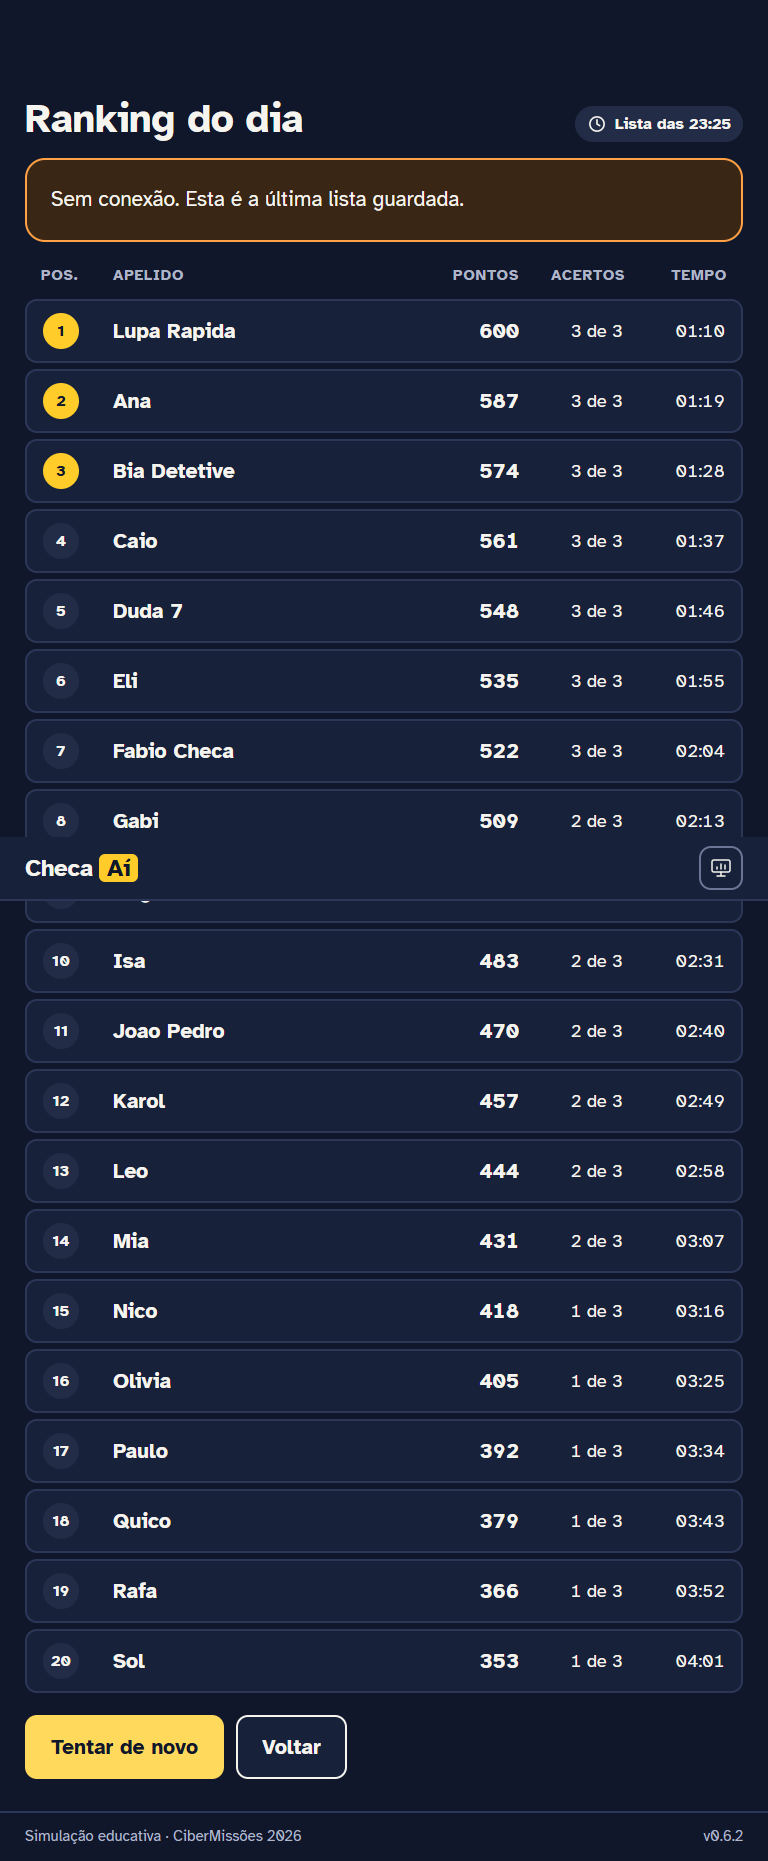 Ranking do dia
Lista das 23:25
Sem conexão. Esta é a última lista guardada.
POS. APELIDO PONTOS ACERTOS TEMPO
1 Lupa Rapida 600 3 de 3 01:10
2 Ana 587 3 de 3 01:19
3 Bia Detetive 574 3 de 3 01:28
4 Caio 561 3 de 3 01:37
5 Duda 7 548 3 de 3 01:46
6 Eli 535 3 de 3 01:55
7 Fabio Checa 522 3 de 3 02:04
8 Gabi 509 2 de 3 02:13
Checa Aí
10 Isa 483 2 de 3 02:31
11 Joao Pedro 470 2 de 3 02:40
12 Karol 457 2 de 3 02:49
13 Leo 444 2 de 3 02:58
14 Mia 431 2 de 3 03:07
15 Nico 418 1 de 3 03:16
16 Olivia 405 1 de 3 03:25
17 Paulo 392 1 de 3 03:34
18 Quico 379 1 de 3 03:43
19 Rafa 366 1 de 3 03:52
20 Sol 353 1 de 3 04:01
Tentar de novo
Voltar
Simulação educativa · CiberMissões 2026
v0.6.2